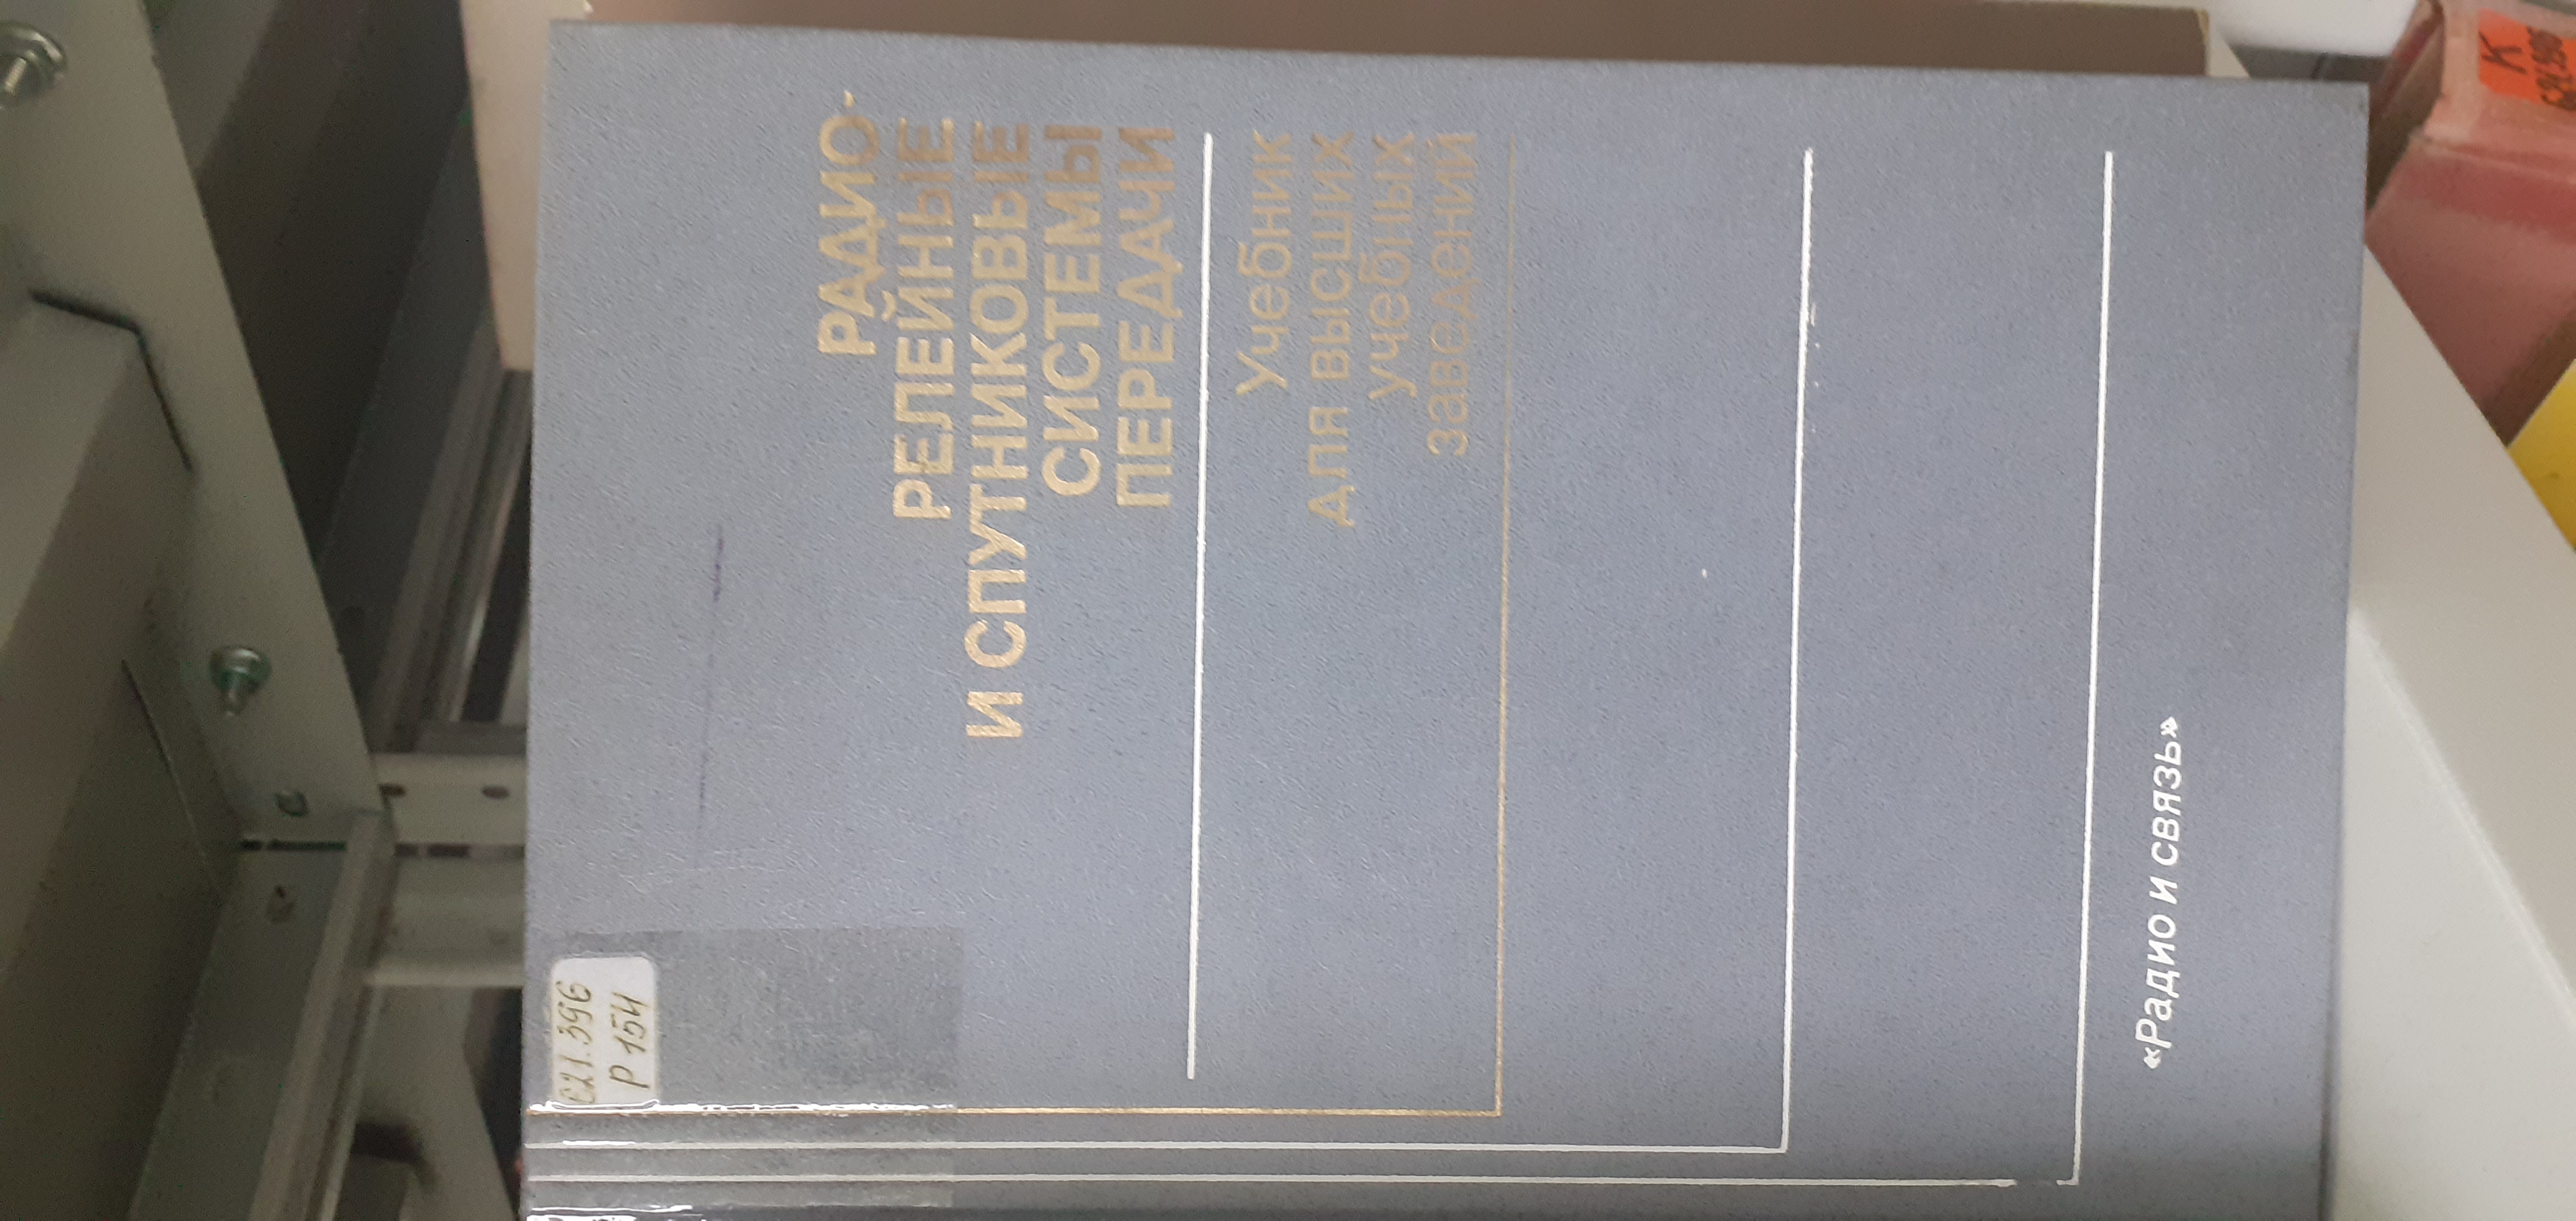 621.396
Р 154
РАДИО-
РЕЛЕЙНЫЕ
И СПУТНИКОВЫЕ
СИСТЕМЫ
ПЕРЕДАЧИ
Учебник
для высших
учебных
заведений
«Радио и связь»
К